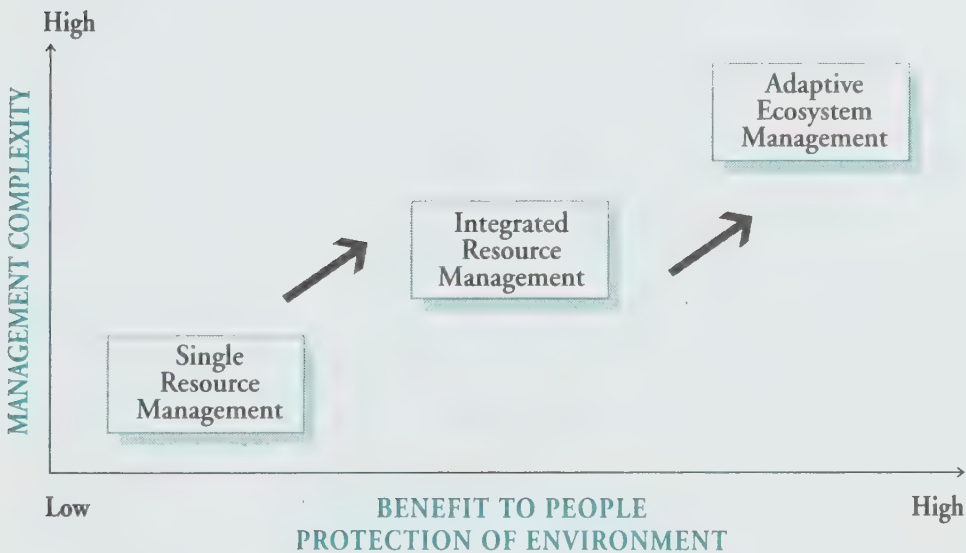 High
MANAGEMENT COMPLEXITY
Adaptive
Ecosystem
Management
Integrated
Resource
Management
Single
Resource
Management
Low
BENEFIT TO PEOPLE
PROTECTION OF ENVIRONMENT
High